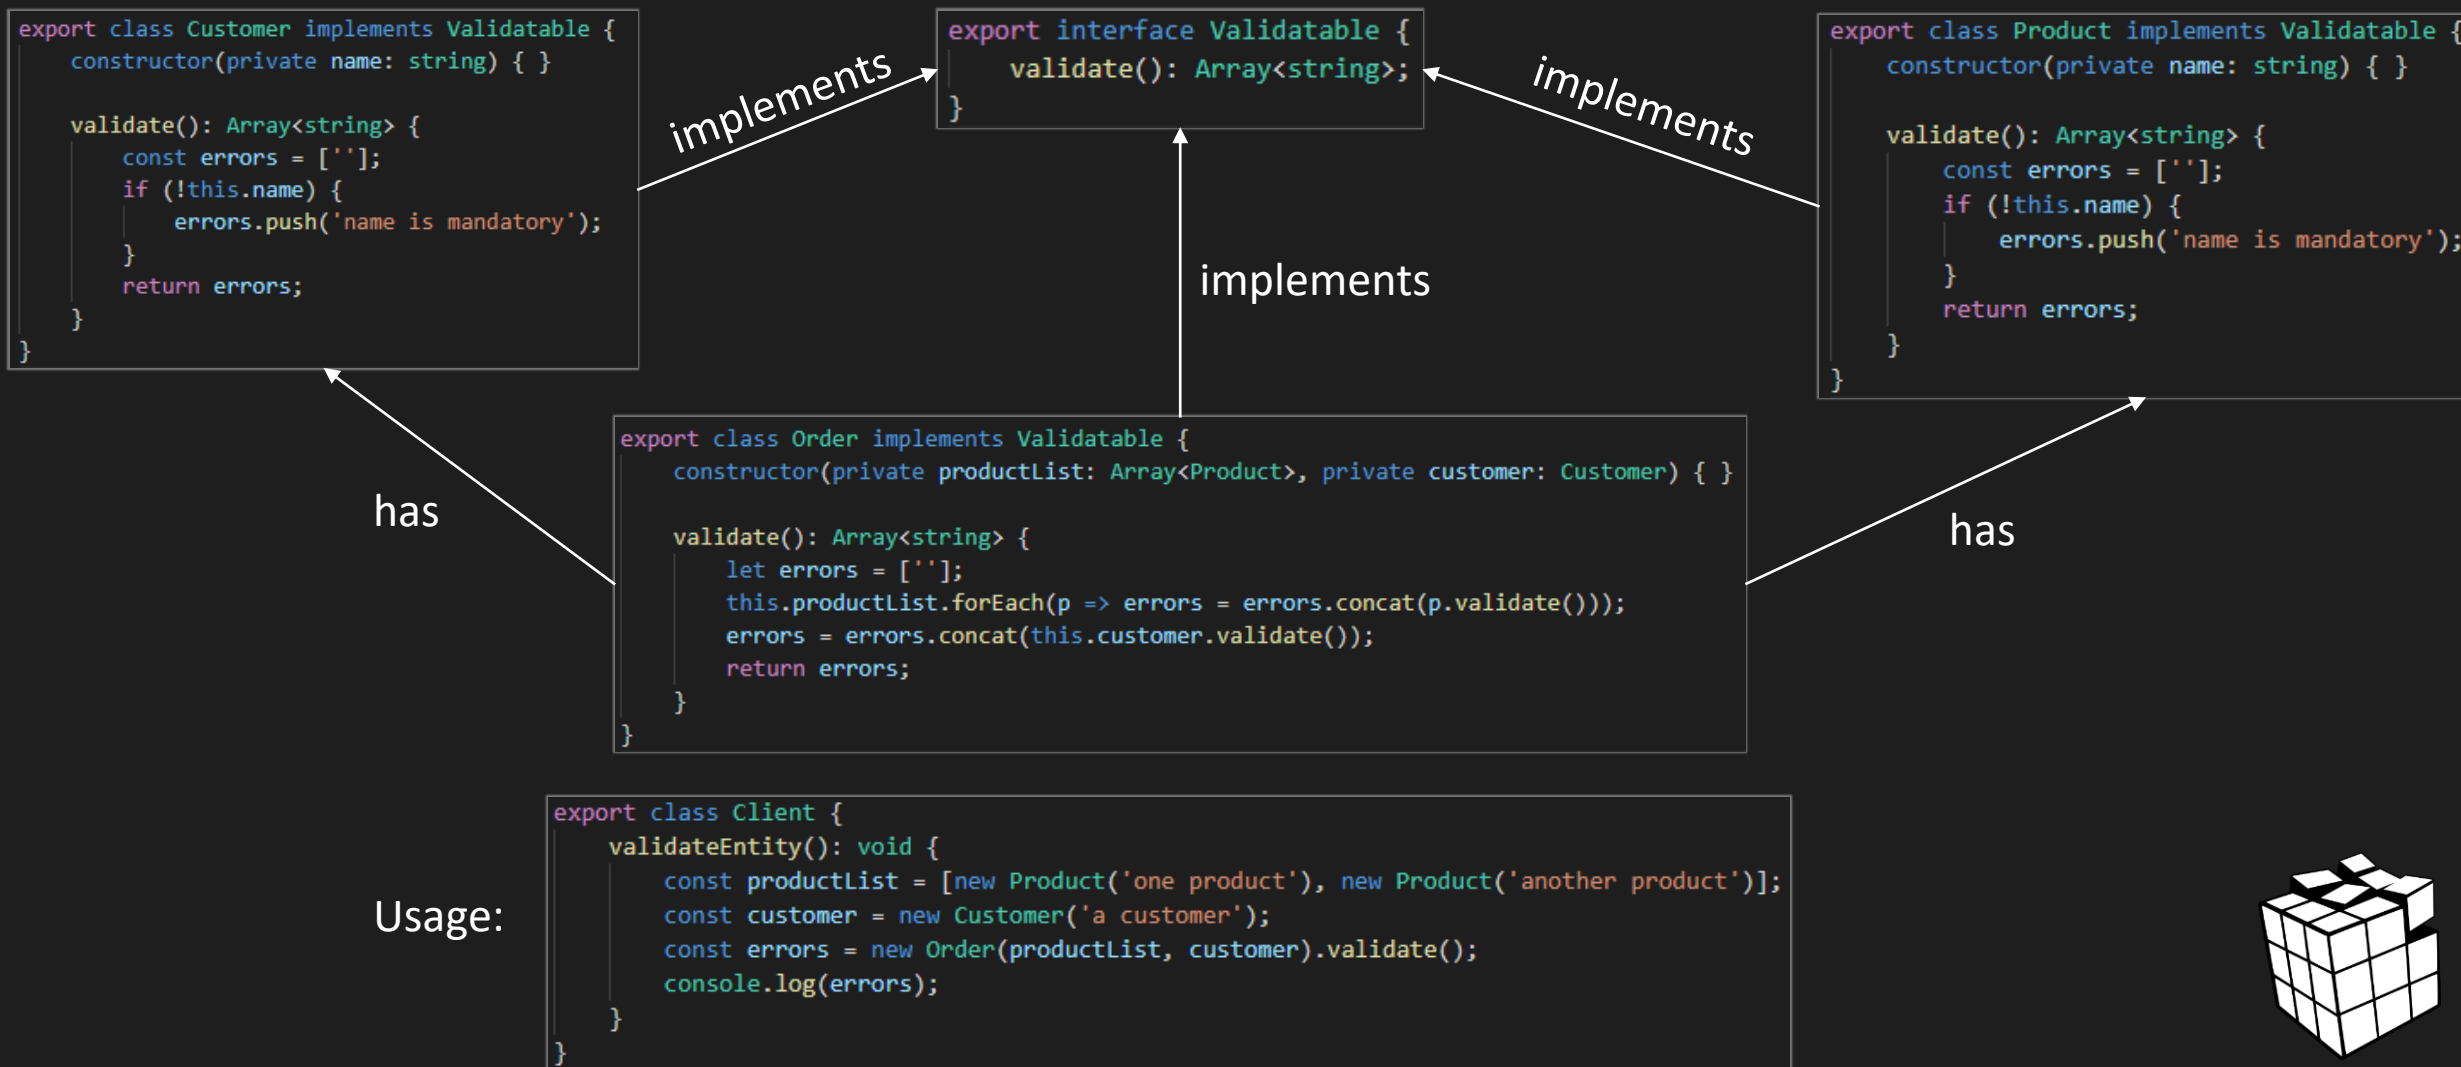 export class Customer implements Validatable {
    constructor(private name: string) { }

    validate(): Array<string> {
        const errors = [''];
        if (!this.name) {
            errors.push('name is mandatory');
        }
        return errors;
    }
}
implements
export interface Validatable {
    validate(): Array<string>;
}
implements
export class Product implements Validatable {
    constructor(private name: string) { }

    validate(): Array<string> {
        const errors = [''];
        if (!this.name) {
            errors.push('name is mandatory');
        }
        return errors;
    }
}
implements
has
export class Order implements Validatable {
    constructor(private productList: Array<Product>, private customer: Customer) { }

    validate(): Array<string> {
        let errors = [''];
        this.productList.forEach(p => errors = errors.concat(p.validate()));
        errors = errors.concat(this.customer.validate());
        return errors;
    }
}
has
Usage:
export class Client {
    validateEntity(): void {
        const productList = [new Product('one product'), new Product('another product')];
        const customer = new Customer('a customer');
        const errors = new Order(productList, customer).validate();
        console.log(errors);
    }
}